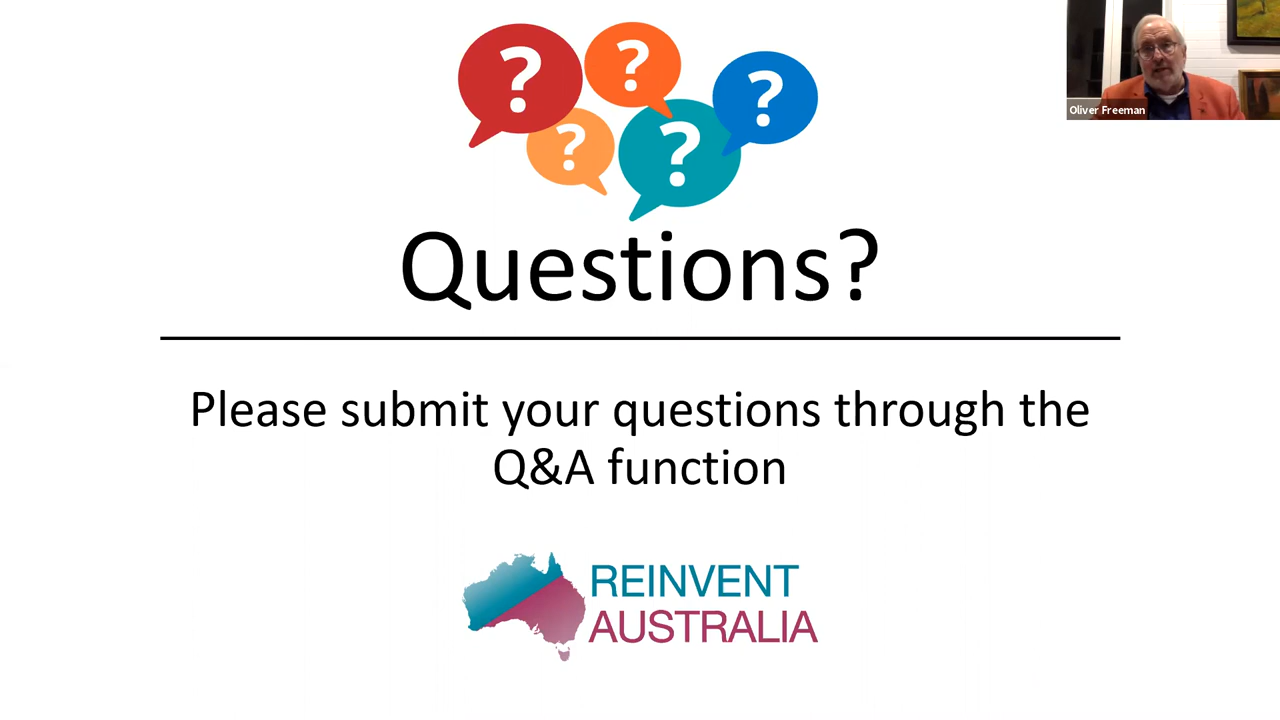 ? ? ? ? ?
Oliver Freeman
Questions?
Please submit your questions through the
Q&A function
REINVENT
AUSTRALIA